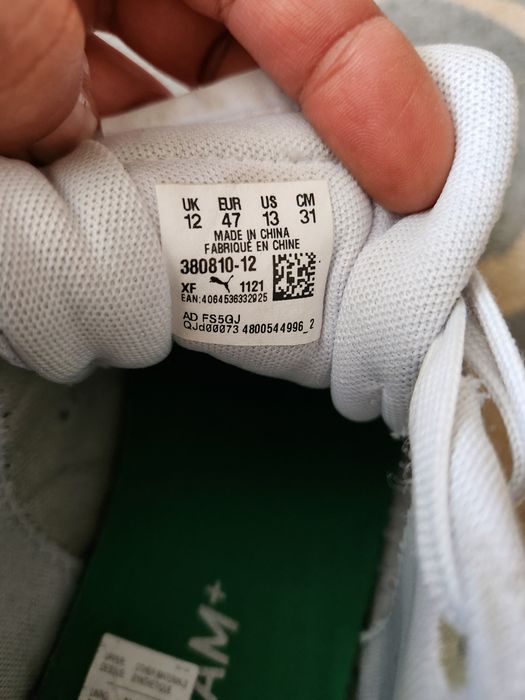 UK EUR US CM
12 47 13 31
MADE IN CHINA
FABRIQUÉ EN CHINE
380810-12
XF 1121
EAN:4064536332925
AD FS5GJ
QJd00073 4800544996_2
AM+